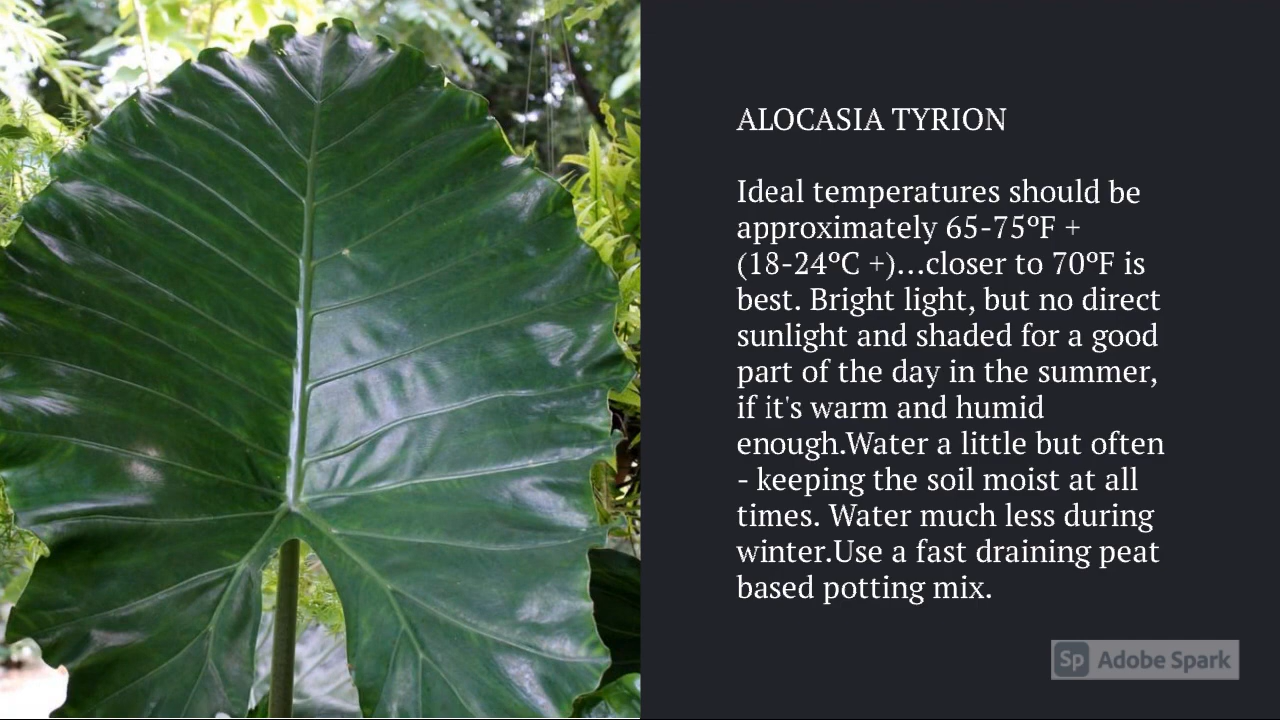 ALOCASIA TYRION
Ideal temperatures should be
approximately 65-75ºF +
(18-24ºC +)...closer to 70ºF is
best. Bright light, but no direct
sunlight and shaded for a good
part of the day in the summer,
if it's warm and humid
enough.Water a little but often
- keeping the soil moist at all
times. Water much less during
winter.Use a fast draining peat
based potting mix.
Sp Adobe Spark